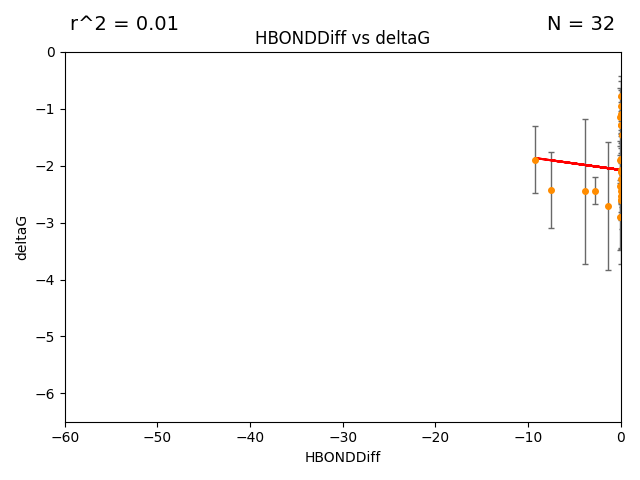 r^2 = 0.01
N = 32
HBONDDiff vs deltaG
0
−1
−2
−3
−4
−5
−6
deltaG
−60
−50
−40
−30
−20
−10
0
HBONDDiff